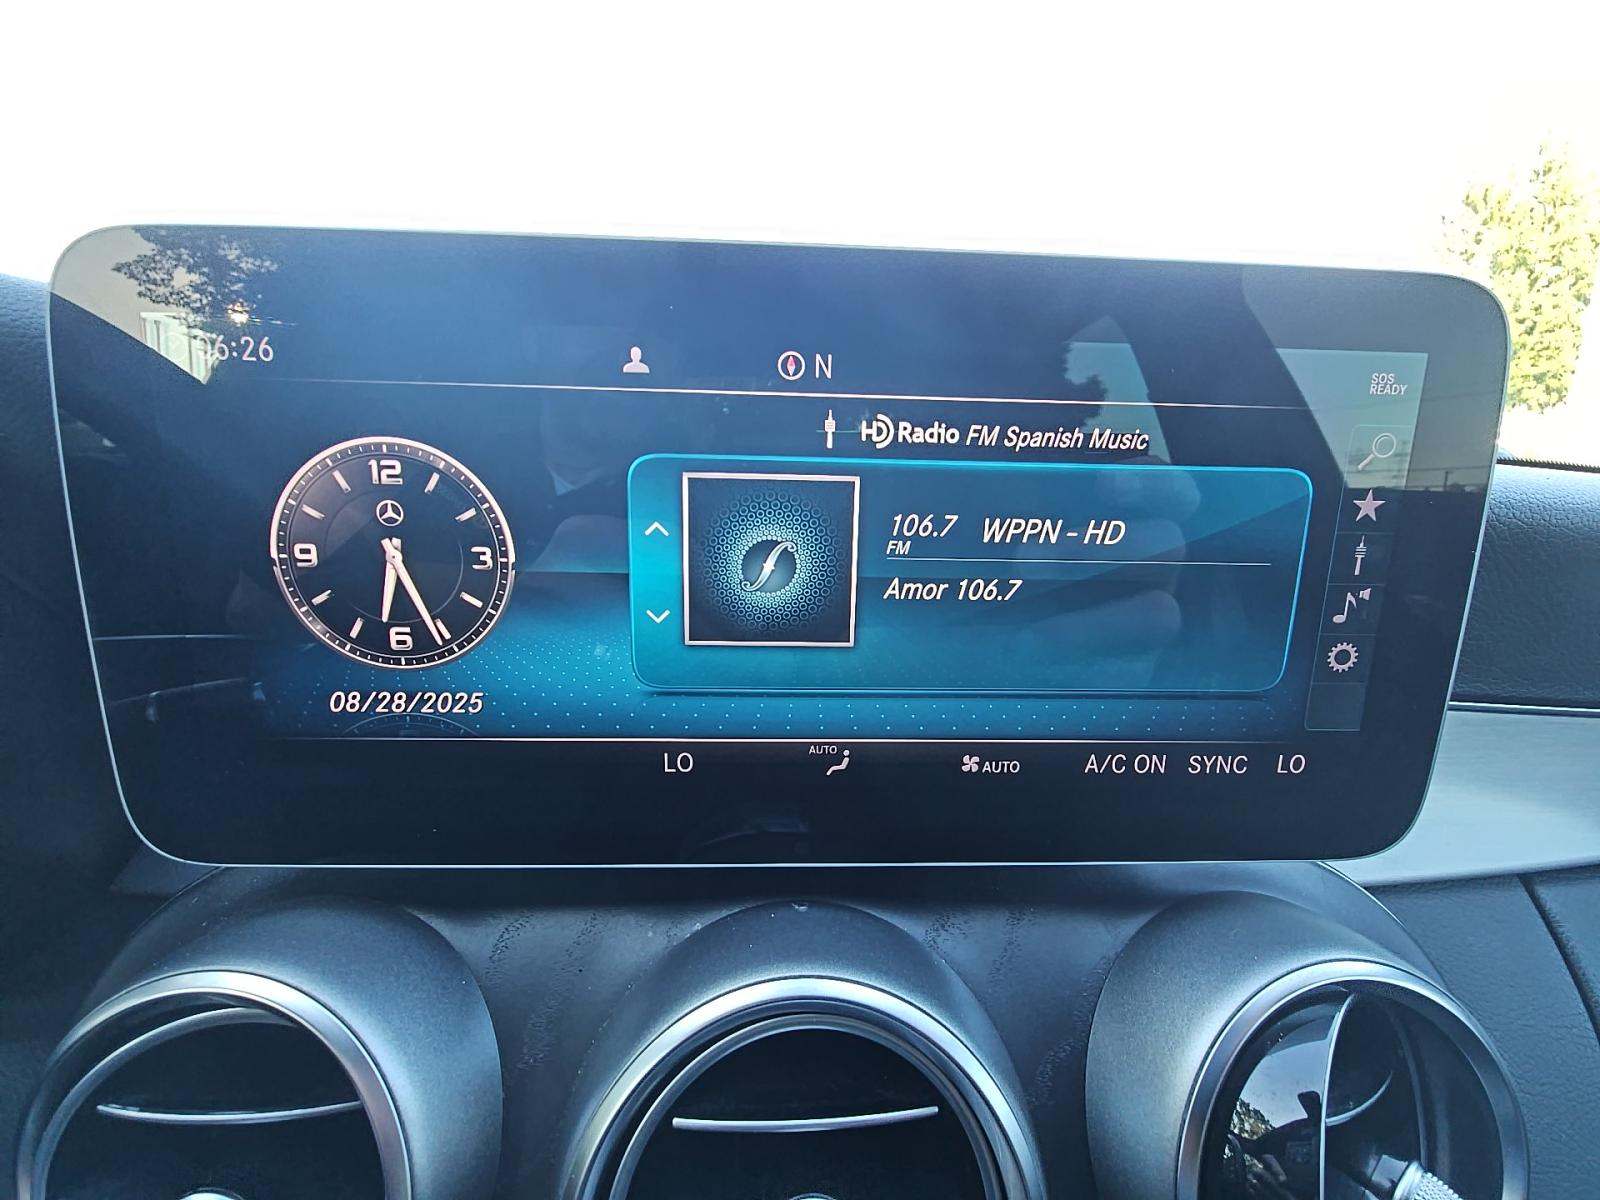 06:26
N
SOS
READY
HD Radio FM Spanish Music
12
9
3
6
106.7 WPPN - HD
FM
Amor 106.7
08/28/2025
LO
AUTO
AUTO
A/C ON
SYNC
LO